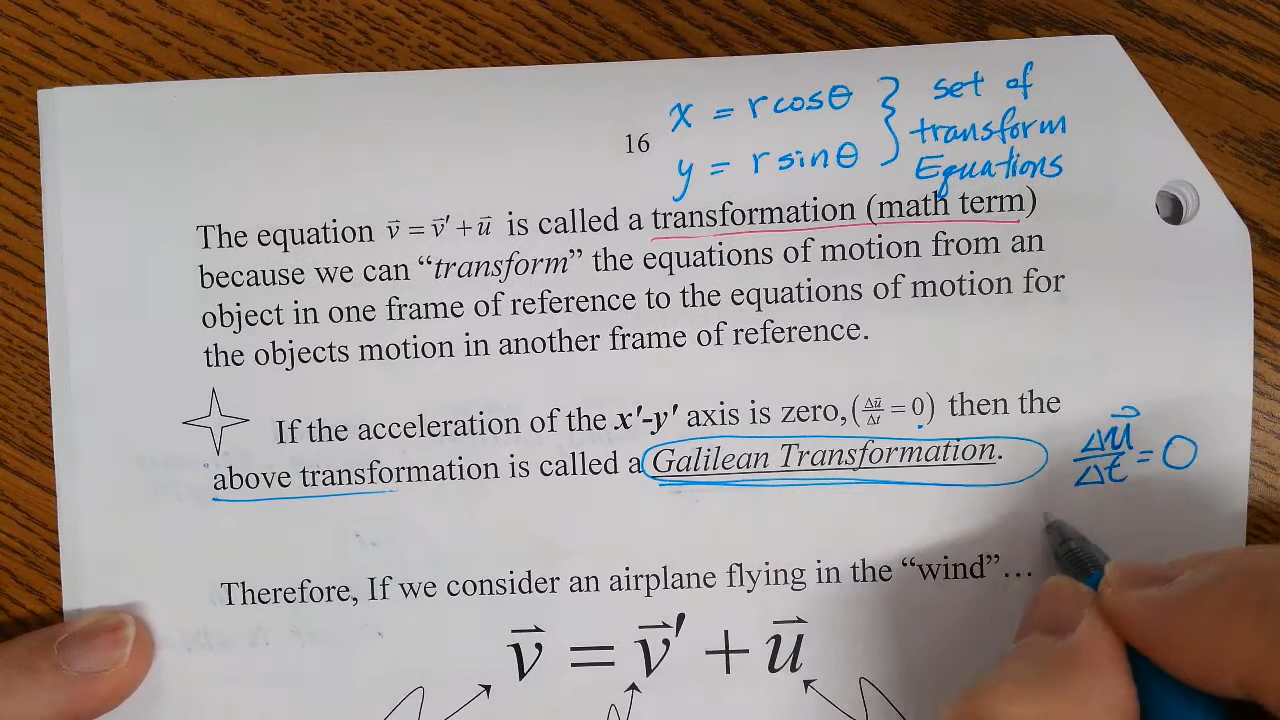 x = r cosθ } set of
16
transform
y = r sinθ
Equations
The equation v⃗ = v⃗′ + u⃗ is called a transformation (math term)
because we can “transform” the equations of motion from an
object in one frame of reference to the equations of motion for
the objects motion in another frame of reference.
If the acceleration of the x′-y′ axis is zero, (Δu⃗/Δt = 0) then the
Δu⃗/Δt = 0
above transformation is called a Galilean Transformation.
Therefore, If we consider an airplane flying in the “wind”…
v⃗ = v⃗′ + u⃗